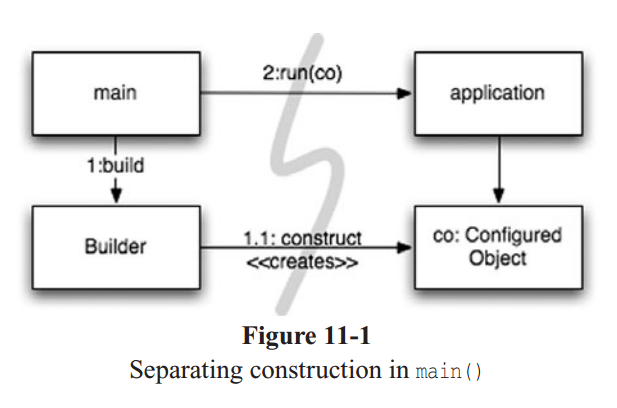 2:run(co)
main
application
1:build
Builder
1.1: construct
<<creates>>
co: Configured
Object
Figure 11-1
Separating construction in main()